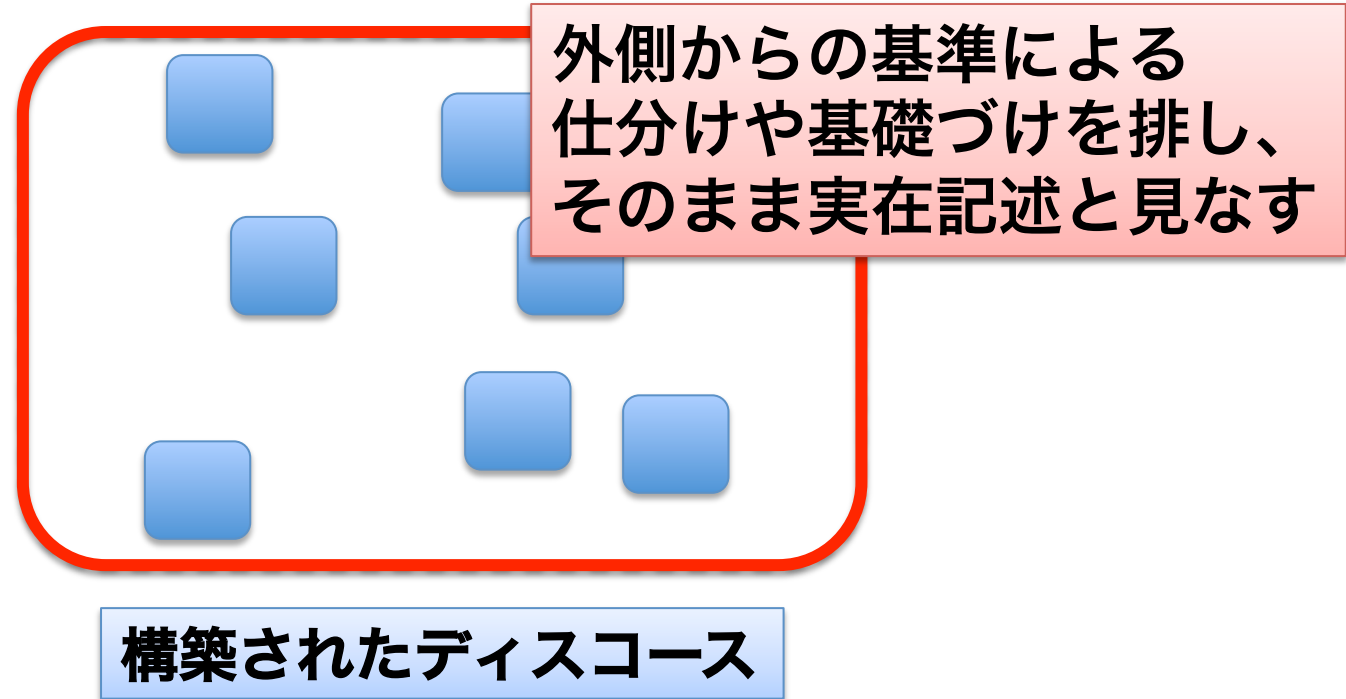 外側からの基準による
仕分けや基礎づけを排し、
そのまま実在記述と見なす
構築されたディスコース